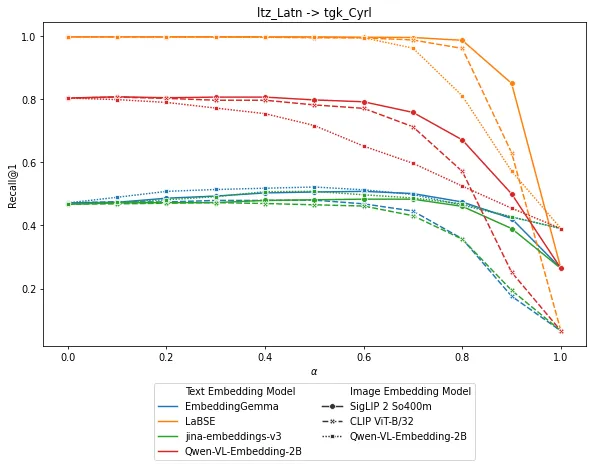 ltz_Latn -> tgk_Cyrl
Recall@1
1.0
0.8
0.6
0.4
0.2
0.0 0.2 0.4 0.6 0.8 1.0
α
Text Embedding Model
EmbeddingGemma
LaBSE
jina-embeddings-v3
Qwen-VL-Embedding-2B
Image Embedding Model
SigLIP 2 So400m
CLIP ViT-B/32
Qwen-VL-Embedding-2B